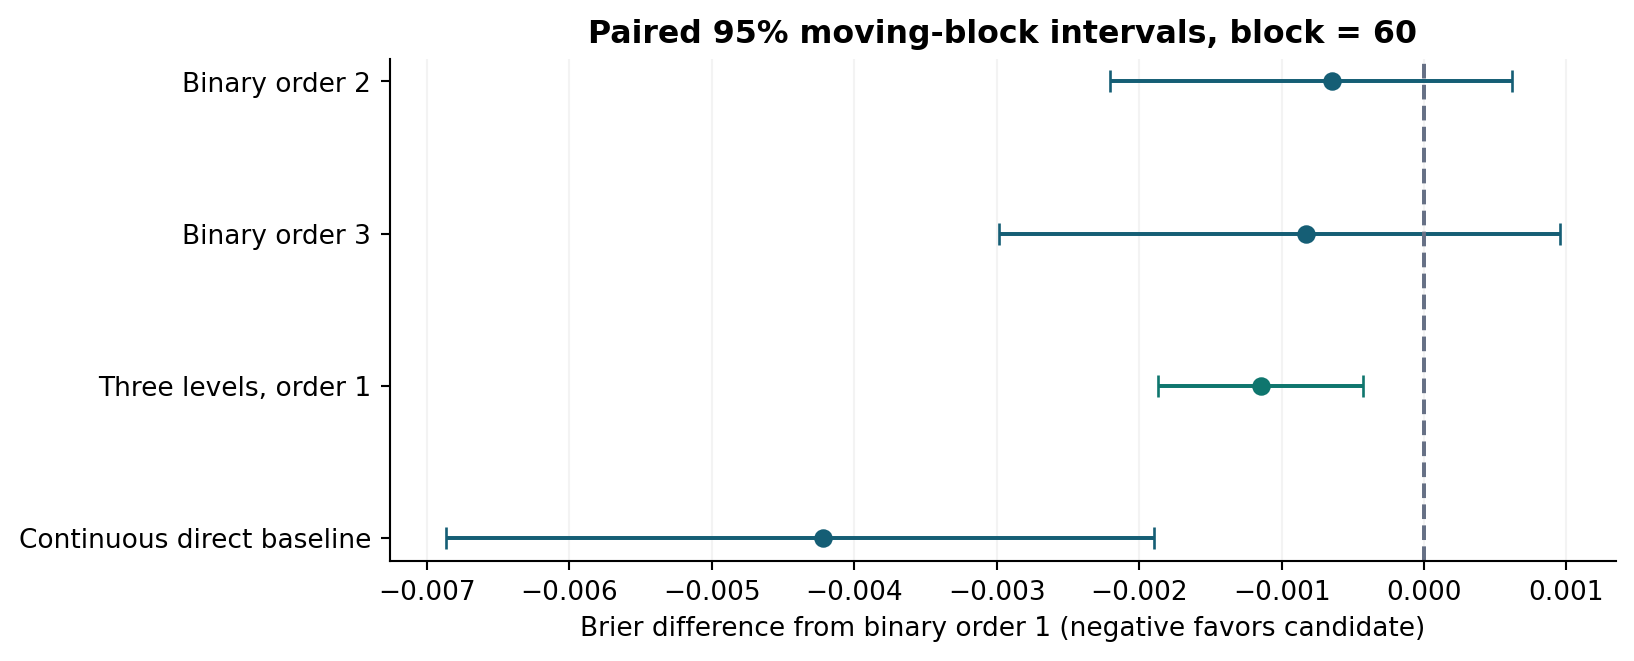 Paired 95% moving-block intervals, block = 60
Binary order 2
Binary order 3
Three levels, order 1
Continuous direct baseline
−0.007 −0.006 −0.005 −0.004 −0.003 −0.002 −0.001 0.000 0.001
Brier difference from binary order 1 (negative favors candidate)